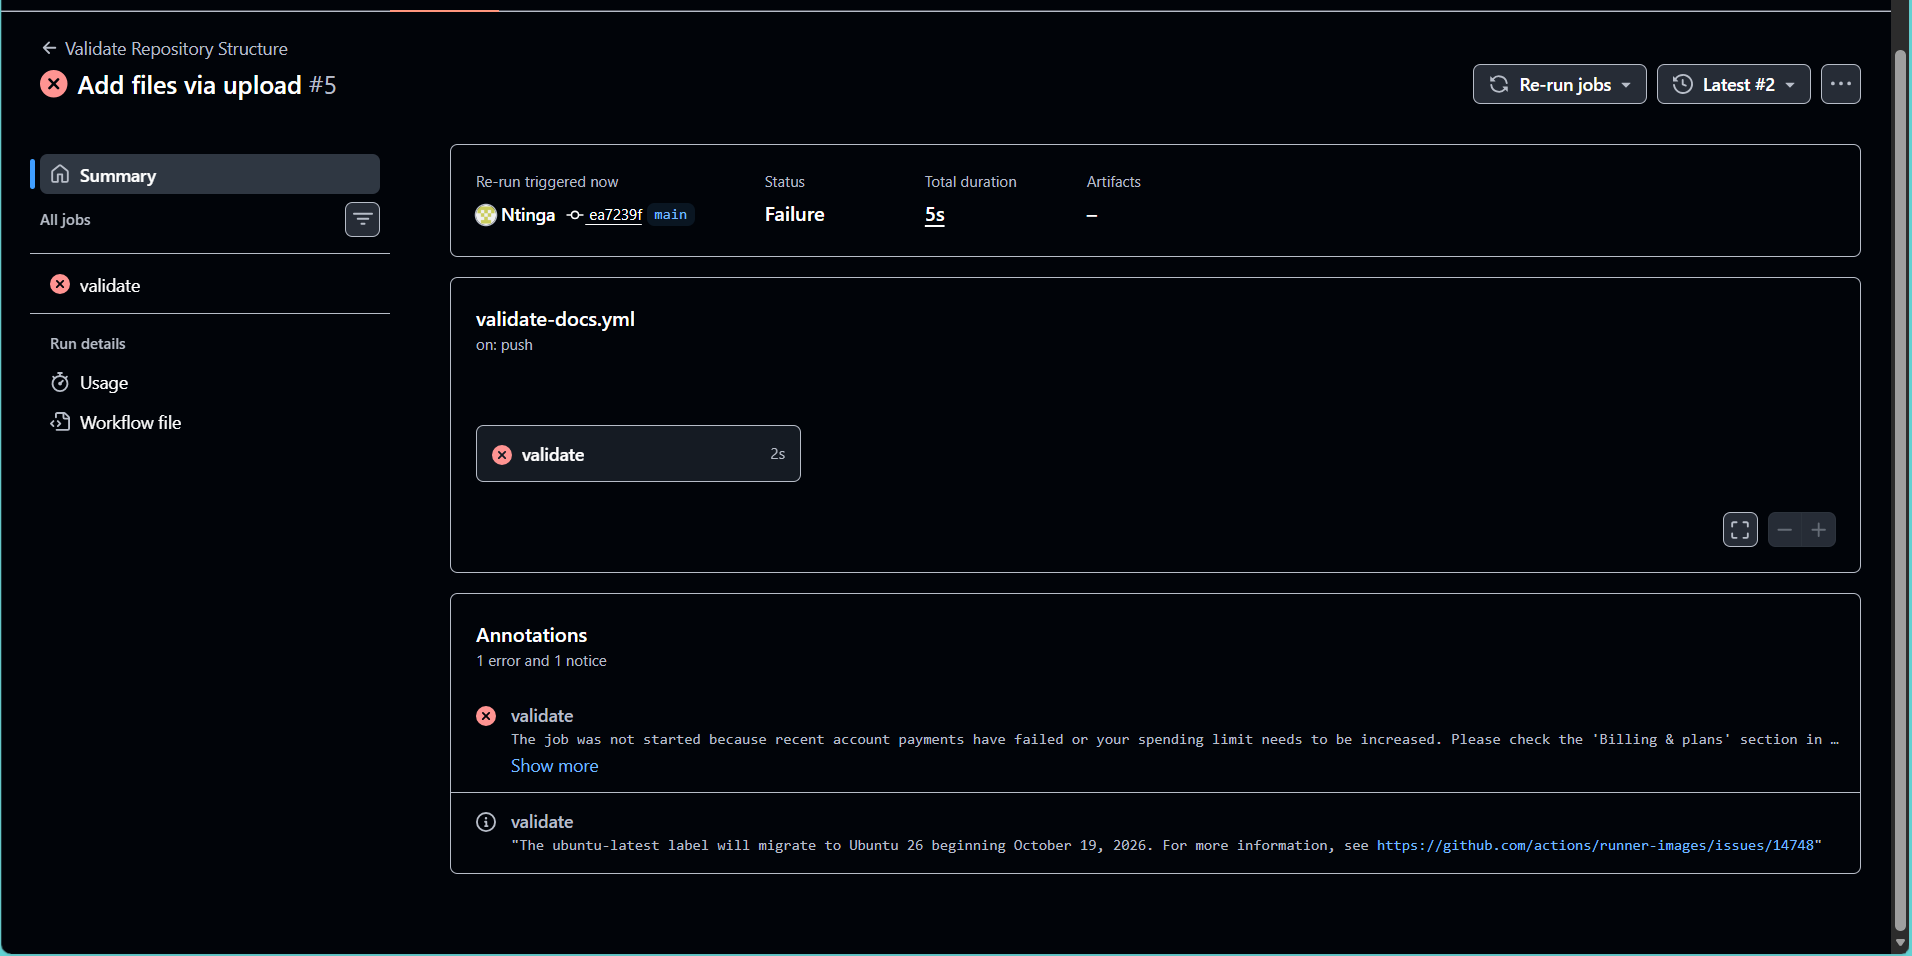 Validate Repository Structure
Add files via upload #5
Re-run jobs
Latest #2
Summary
All jobs
validate
Run details
Usage
Workflow file
Re-run triggered now
Ntinga ea7239f main
Status
Failure
Total duration
5s
Artifacts
–
validate-docs.yml
on: push
validate 2s
Annotations
1 error and 1 notice
validate
The job was not started because recent account payments have failed or your spending limit needs to be increased. Please check the 'Billing & plans' section in …
Show more
validate
"The ubuntu-latest label will migrate to Ubuntu 26 beginning October 19, 2026. For more information, see https://github.com/actions/runner-images/issues/14748"